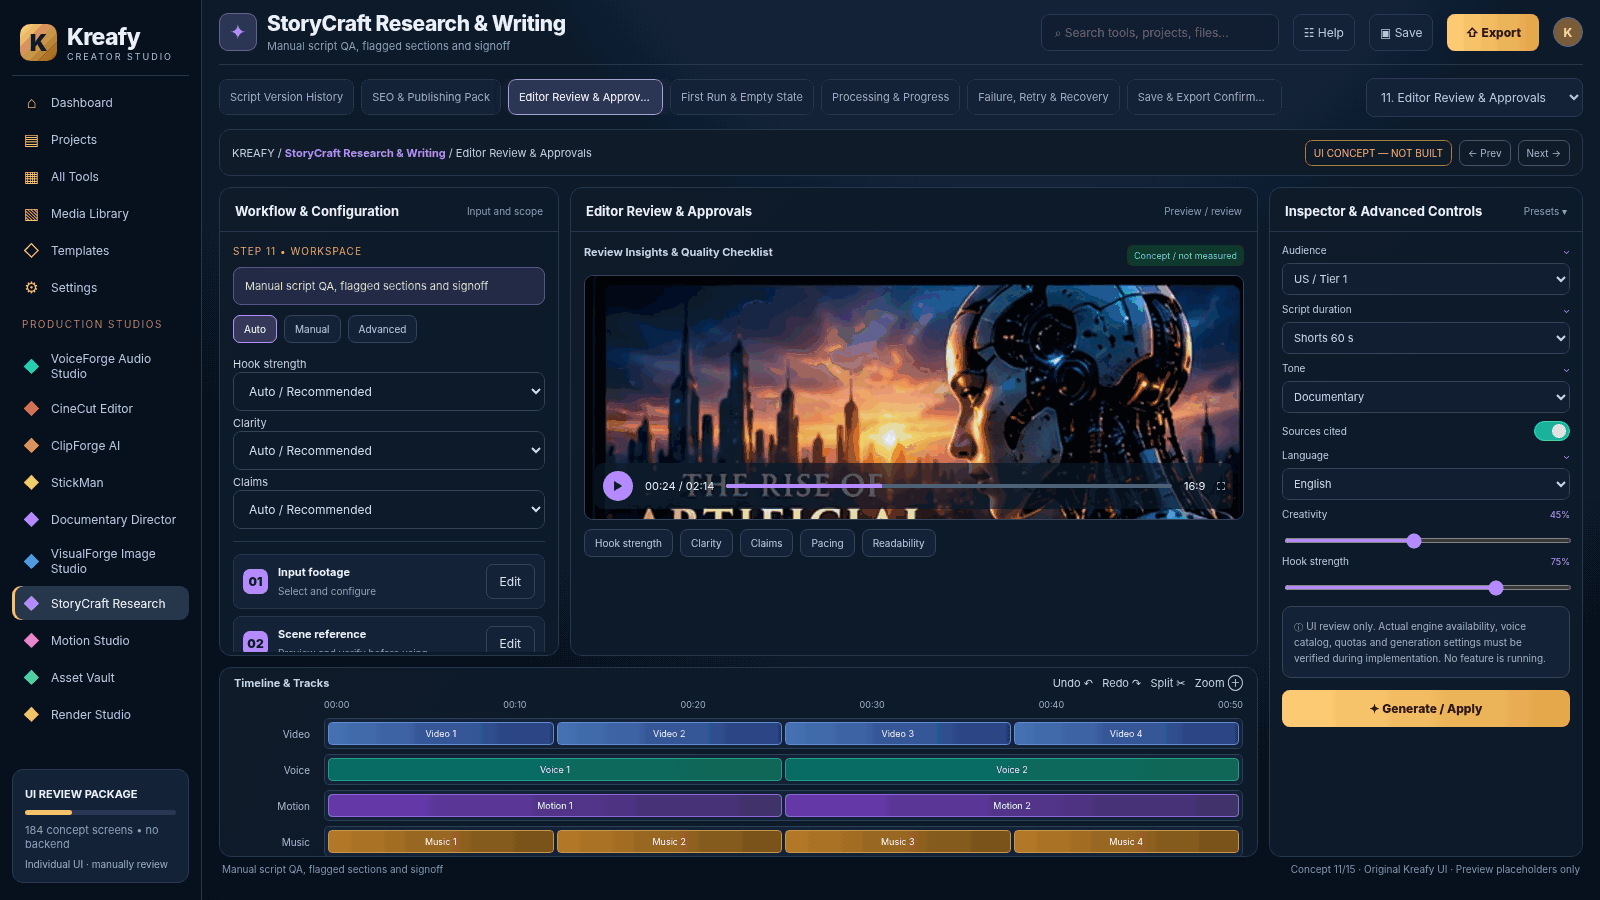 Kreafy
CREATOR STUDIO
Dashboard
Projects
All Tools
Media Library
Templates
Settings
PRODUCTION STUDIOS
VoiceForge Audio
Studio
CineCut Editor
ClipForge AI
StickMan
Documentary Director
VisualForge Image
Studio
StoryCraft Research
Motion Studio
Asset Vault
Render Studio
UI REVIEW PACKAGE
184 concept screens • no
backend
Individual UI · manually review
StoryCraft Research & Writing
Manual script QA, flagged sections and signoff
Search tools, projects, files...
Help
Save
Export
K
Script Version History
SEO & Publishing Pack
Editor Review & Approv...
First Run & Empty State
Processing & Progress
Failure, Retry & Recovery
Save & Export Confirm...
11. Editor Review & Approvals
KREAFY / StoryCraft Research & Writing / Editor Review & Approvals
UI CONCEPT — NOT BUILT
← Prev
Next →
Workflow & Configuration
Input and scope
STEP 11 • WORKSPACE
Manual script QA, flagged sections and signoff
Auto
Manual
Advanced
Hook strength
Auto / Recommended
Clarity
Auto / Recommended
Claims
Auto / Recommended
01
Input footage
Select and configure
Edit
02
Scene reference
Preview and verify before using
Edit
Editor Review & Approvals
Preview / review
Review Insights & Quality Checklist
Concept / not measured
THE RISE OF
ARTIFICIAL
00:24 / 02:14
16:9
Hook strength
Clarity
Claims
Pacing
Readability
Inspector & Advanced Controls
Presets ▾
Audience
US / Tier 1
Script duration
Shorts 60 s
Tone
Documentary
Sources cited
Language
English
Creativity
45%
Hook strength
75%
ⓘ UI review only. Actual engine availability, voice
catalog, quotas and generation settings must be
verified during implementation. No feature is running.
✦ Generate / Apply
Timeline & Tracks
Undo ↶
Redo ↷
Split ✂
Zoom
00:00
00:10
00:20
00:30
00:40
00:50
Video
Video 1
Video 2
Video 3
Video 4
Voice
Voice 1
Voice 2
Motion
Motion 1
Motion 2
Music
Music 1
Music 2
Music 3
Music 4
Manual script QA, flagged sections and signoff
Concept 11/15 · Original Kreafy UI · Preview placeholders only